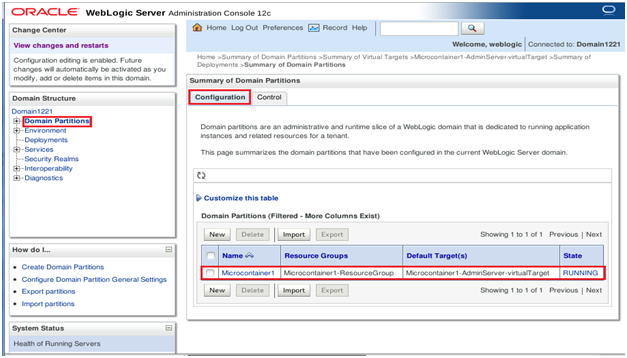 ORACLE WebLogic Server Administration Console 12c
Change Center
View changes and restarts
Configuration editing is enabled. Future
changes will automatically be activated as you
modify, add or delete items in this domain.
Domain Structure
Domain1221
Domain Partitions
Environment
Deployments
Services
Security Realms
Interoperability
Diagnostics
How do I...
Create Domain Partitions
Configure Domain Partition General Settings
Export partitions
Import partitions
System Status
Health of Running Servers
Home Log Out Preferences Record Help
Welcome, weblogic Connected to: Domain1221
Home >Summary of Domain Partitions >Summary of Virtual Targets >Microcontainer1-AdminServer-virtualTarget >Summary of
Deployments >Summary of Domain Partitions
Summary of Domain Partitions
Configuration Control
Domain partitions are an administrative and runtime slice of a WebLogic domain that is dedicated to running application
instances and related resources for a tenant.
This page summarizes the domain partitions that have been configured in the current WebLogic Server domain.
Customize this table
Domain Partitions (Filtered - More Columns Exist)
New Delete Import Export Showing 1 to 1 of 1 Previous | Next
Name Resource Groups Default Target(s) State
Microcontainer1 Microcontainer1-ResourceGroup Microcontainer1-AdminServer-virtualTarget RUNNING
New Delete Import Export Showing 1 to 1 of 1 Previous | Next